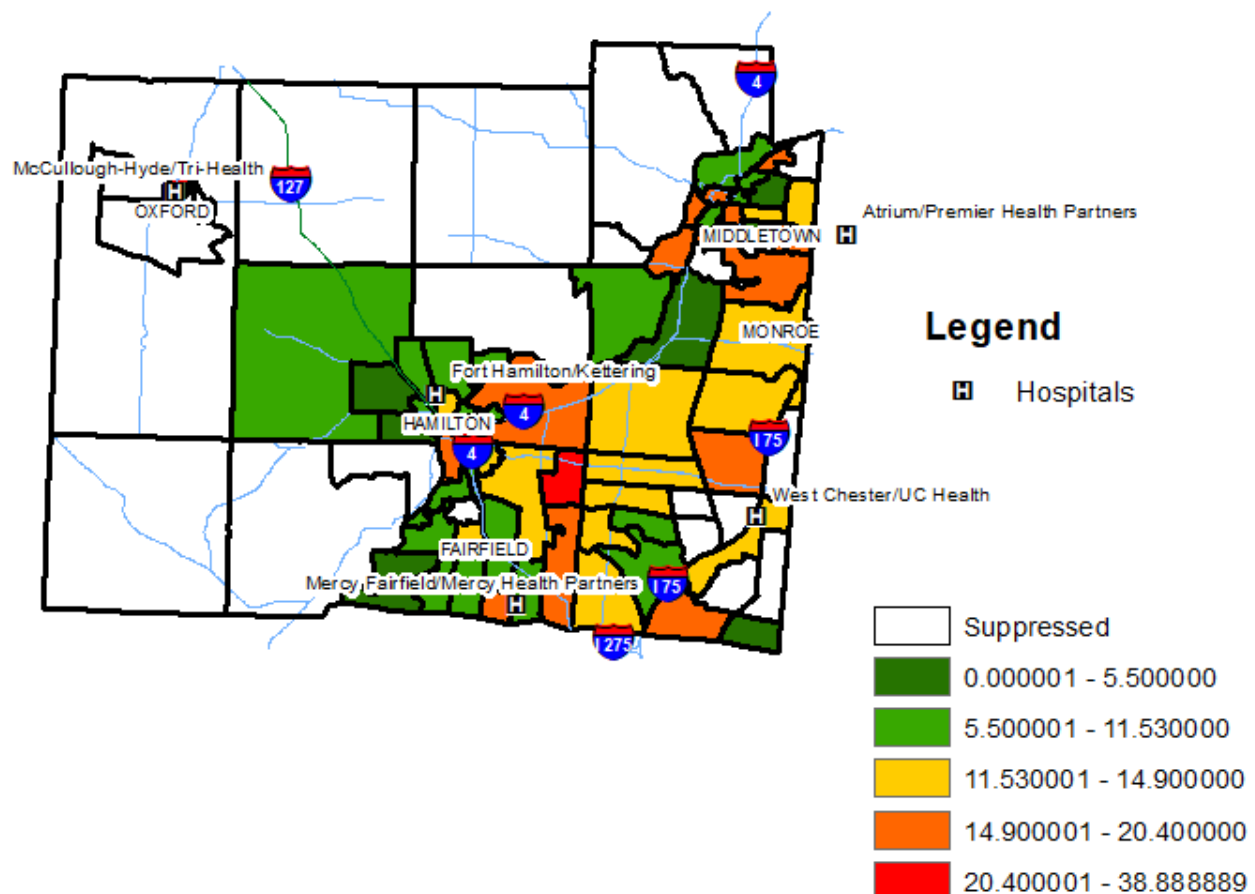 4
McCullough-Hyde/Tri-Health
127
H
OXFORD
Atrium/Premier Health Partners
MIDDLETOWN H
Legend
MONROE
H Hospitals
Fort Hamilton/Kettering
H
4
HAMILTON
I 75
4
West Chester/UC Health
H
FAIRFIELD
Mercy Fairfield/Mercy Health Partners
I 75
H
I 275
Suppressed
0.000001 - 5.500000
5.500001 - 11.530000
11.530001 - 14.900000
14.900001 - 20.400000
20.400001 - 38.888889